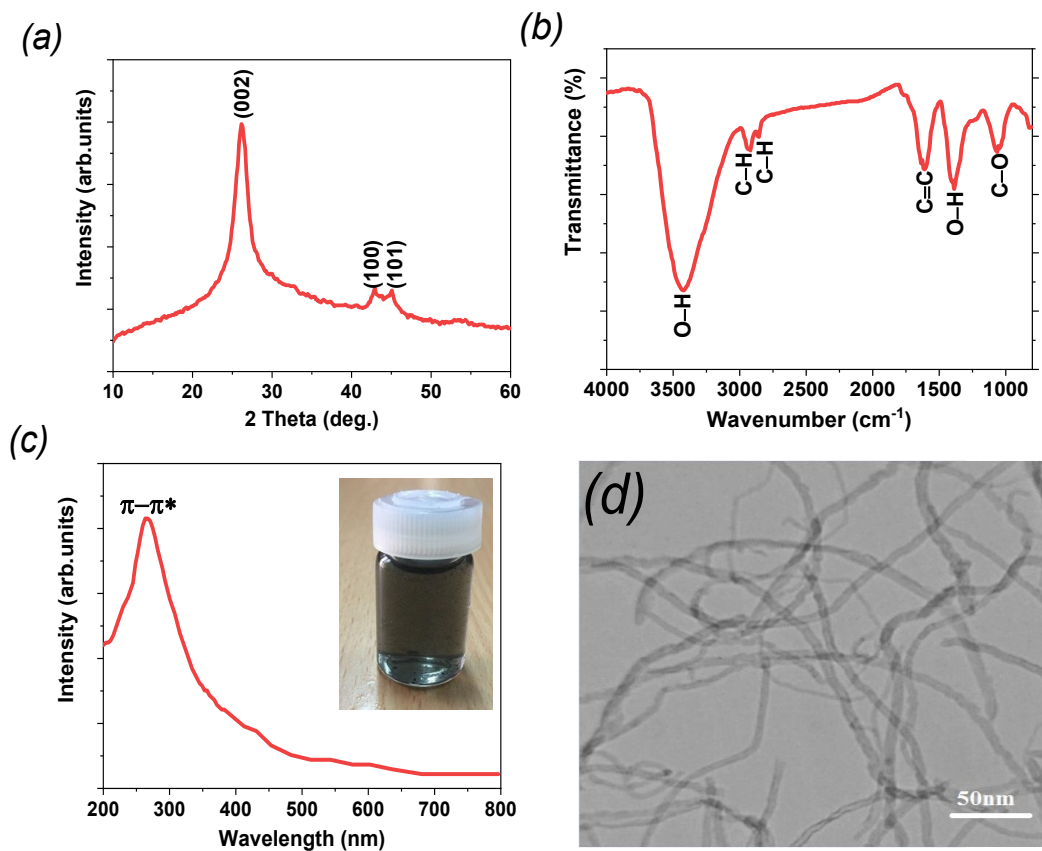 (a)
(002)
(100)
(101)
Intensity (arb.units)
10 20 30 40 50 60
2 Theta (deg.)
(b)
C–H
C–H
C=C
O–H
C–O
O–H
Transmittance (%)
4000 3500 3000 2500 2000 1500 1000
Wavenumber (cm⁻¹)
(c)
π–π*
Intensity (arb.units)
200 300 400 500 600 700 800
Wavelength (nm)
(d)
50nm